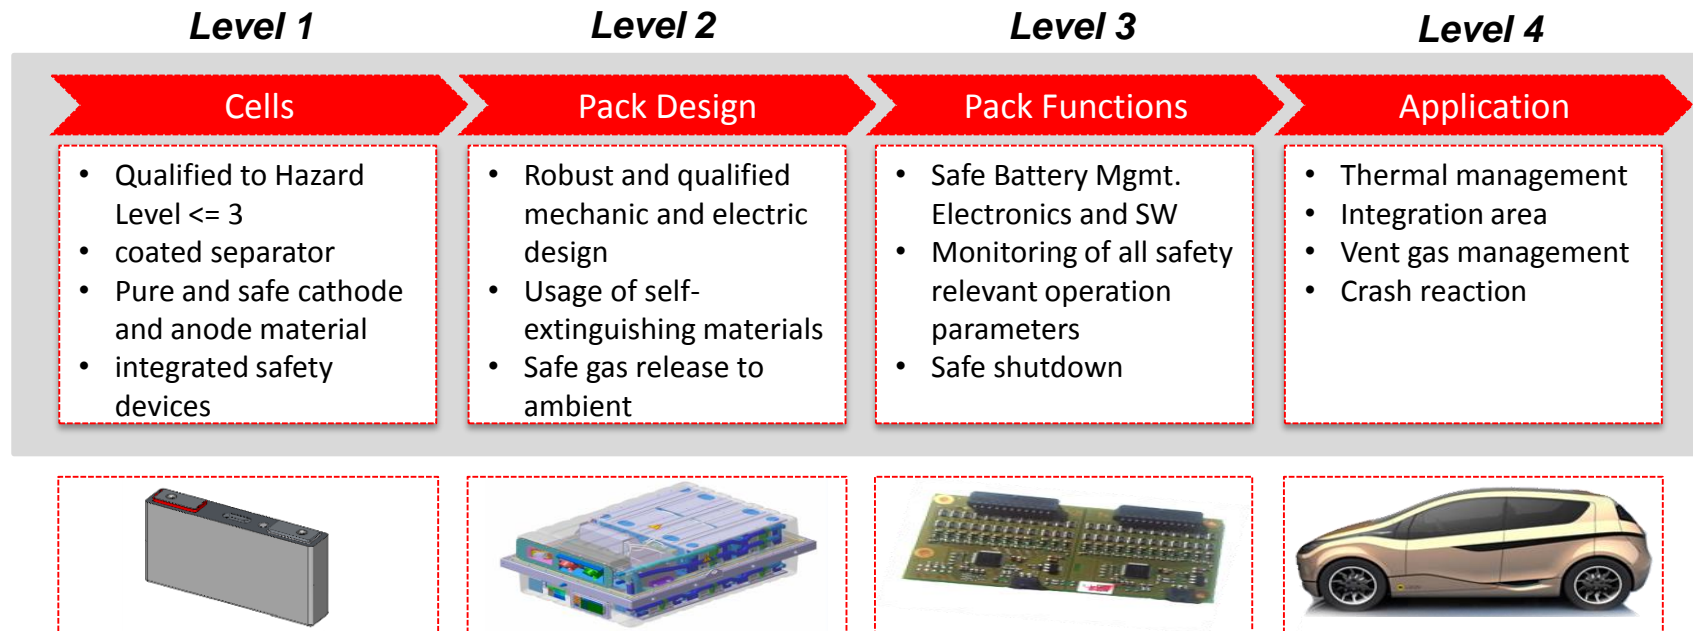 Level 1
Level 2
Level 3
Level 4
Cells
Pack Design
Pack Functions
Application
• Qualified to Hazard
Level <= 3
• coated separator
• Pure and safe cathode
and anode material
• integrated safety
devices
• Robust and qualified
mechanic and electric
design
• Usage of self-
extinguishing materials
• Safe gas release to
ambient
• Safe Battery Mgmt.
Electronics and SW
• Monitoring of all safety
relevant operation
parameters
• Safe shutdown
• Thermal management
• Integration area
• Vent gas management
• Crash reaction